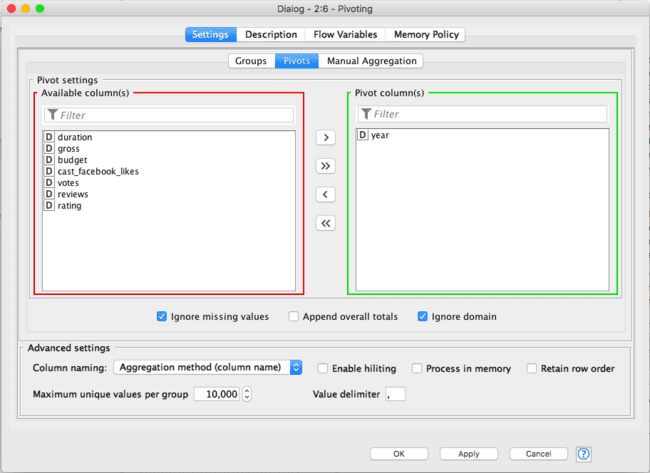 Dialog - 2:6 - Pivoting
Settings Description Flow Variables Memory Policy
Groups Pivots Manual Aggregation
Pivot settings
Available column(s)
Filter
D duration
D gross
D budget
D cast_facebook_likes
D votes
D reviews
D rating
>
>>
<
<<
Pivot column(s)
Filter
D year
Ignore missing values Append overall totals Ignore domain
Advanced settings
Column naming: Aggregation method (column name) Enable hiliting Process in memory Retain row order
Maximum unique values per group 10,000 Value delimiter ,
OK Apply Cancel ?